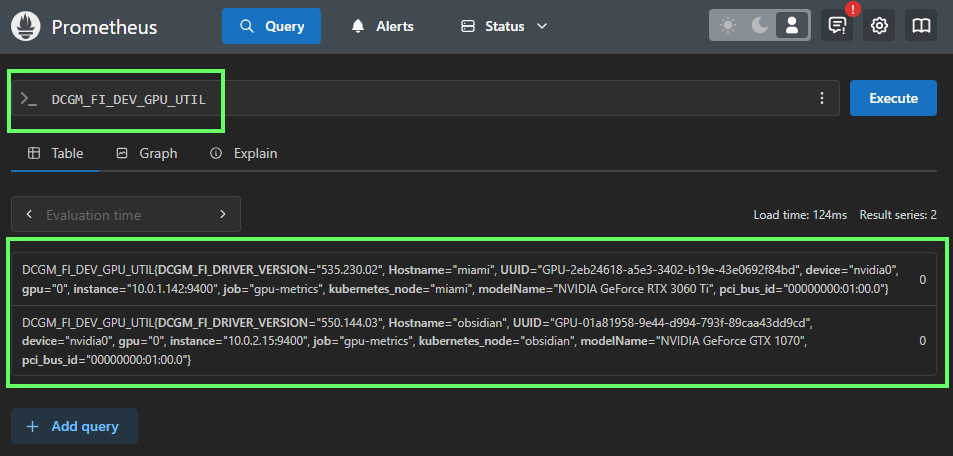 Prometheus
Query
Alerts
Status
!
>_ DCGM_FI_DEV_GPU_UTIL
Execute
Table
Graph
Explain
Evaluation time
Load time: 124ms Result series: 2
DCGM_FI_DEV_GPU_UTIL{DCGM_FI_DRIVER_VERSION="535.230.02", Hostname="miami", UUID="GPU-2eb24618-a5e3-3402-b19e-43e0692f84bd", device="nvidia0",
gpu="0", instance="10.0.1.142:9400", job="gpu-metrics", kubernetes_node="miami", modelName="NVIDIA GeForce RTX 3060 Ti", pci_bus_id="00000000:01:00.0"}
0
DCGM_FI_DEV_GPU_UTIL{DCGM_FI_DRIVER_VERSION="550.144.03", Hostname="obsidian", UUID="GPU-01a81958-9e44-d994-793f-89caa43dd9cd",
device="nvidia0", gpu="0", instance="10.0.2.15:9400", job="gpu-metrics", kubernetes_node="obsidian", modelName="NVIDIA GeForce GTX 1070",
pci_bus_id="00000000:01:00.0"}
0
+ Add query